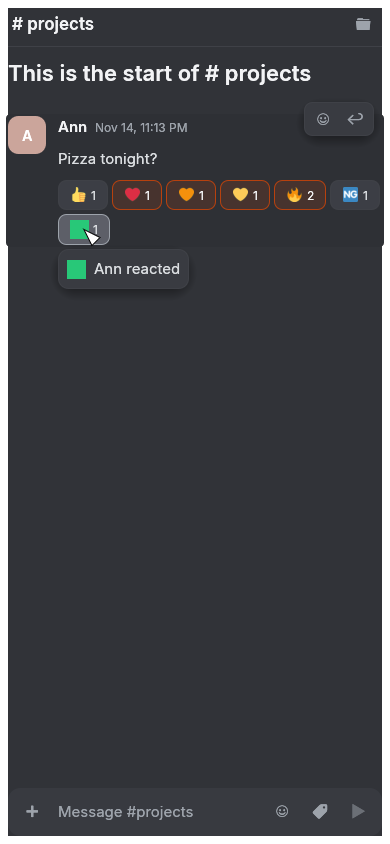 # projects
This is the start of # projects
A
Ann Nov 14, 11:13 PM
Pizza tonight?
👍 1 ❤️ 1 🧡 1 💛 1 🔥 2 🆖 1
1
Ann reacted
Message #projects